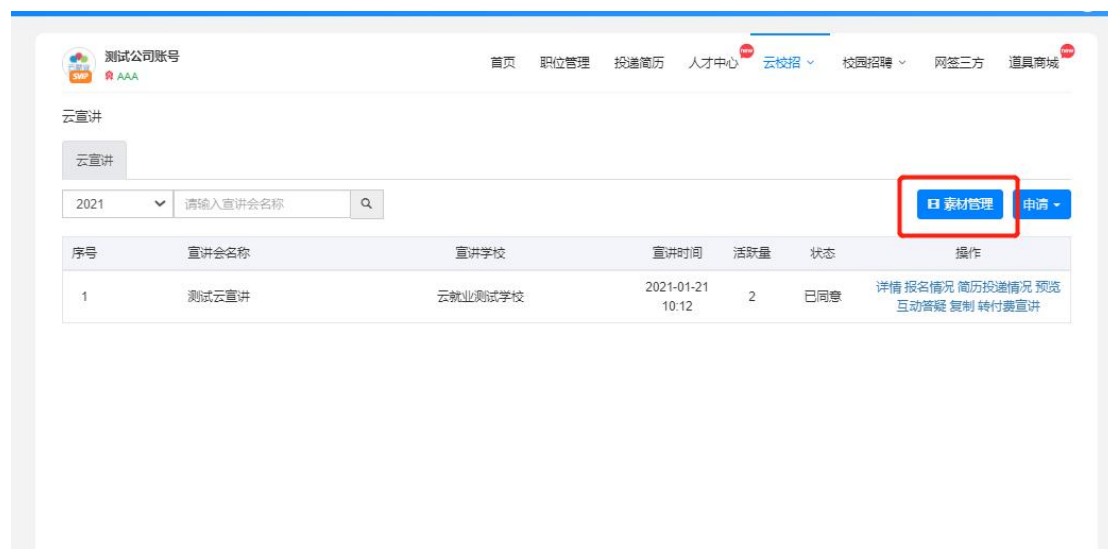 测试公司账号
云就业
SVIP
AAA
首页 职位管理 投递简历 人才中心 new 云校招 校园招聘 网签三方 道具商城 new
云宣讲
云宣讲
2021 请输入宣讲会名称 素材管理 申请
序号 宣讲会名称 宣讲学校 宣讲时间 活跃量 状态 操作
1 测试云宣讲 云就业测试学校 2021-01-21 10:12 2 已同意 详情 报名情况 简历投递情况 预览
互动答疑 复制 转付费宣讲